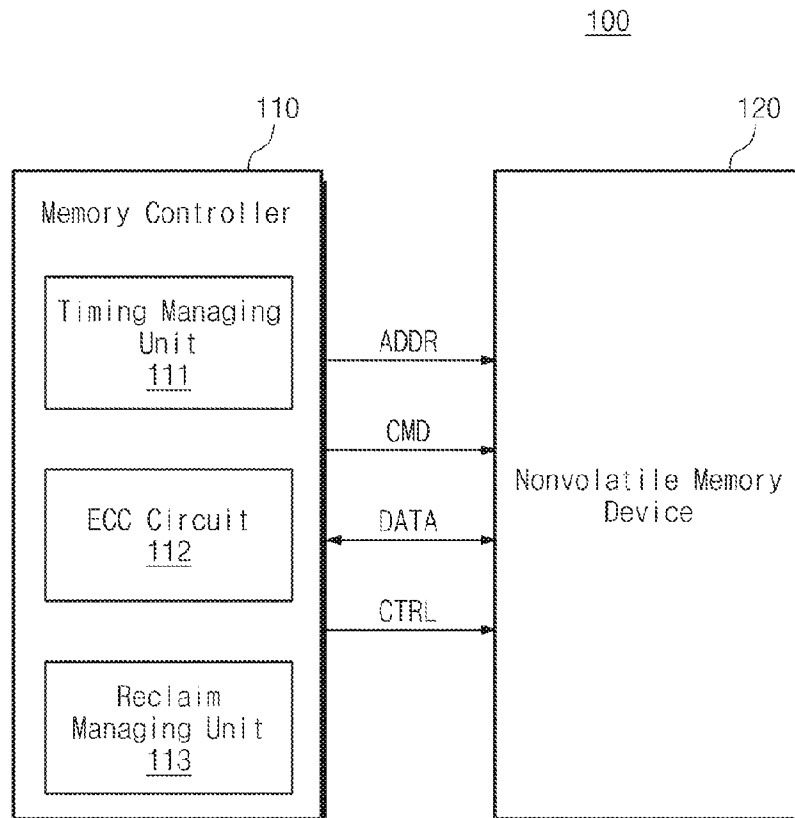 100
110
120
Memory Controller
Timing Managing
Unit
111
ECC Circuit
112
Reclaim
Managing Unit
113
ADDR
CMD
DATA
CTRL
Nonvolatile Memory
Device